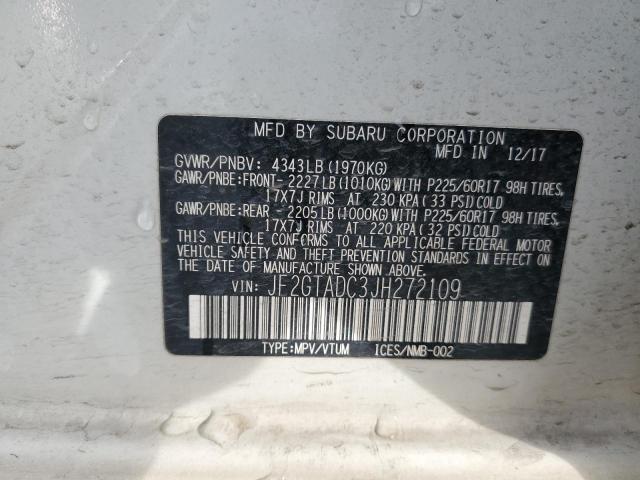 MFD BY SUBARU CORPORATION
MFD IN 12/17
GVWR/PNBV: 4343LB (1970KG)
GAWR/PNBE:FRONT- 2227LB (1010KG) WITH P225/60R17 98H TIRES,
17X7J RIMS AT 230 KPA (33 PSI) COLD
GAWR/PNBE:REAR - 2205LB (1000KG) WITH P225/60R17 98H TIRES,
17X7J RIMS AT 220 KPA (32 PSI) COLD
THIS VEHICLE CONFORMS TO ALL APPLICABLE FEDERAL MOTOR
VEHICLE SAFETY AND THEFT PREVENTION STANDARDS IN EFFECT ON
THE DATE OF MANUFACTURE SHOWN ABOVE.
VIN: JF2GTADC3JH272109
TYPE:MPV/VTUM ICES/NMB-002